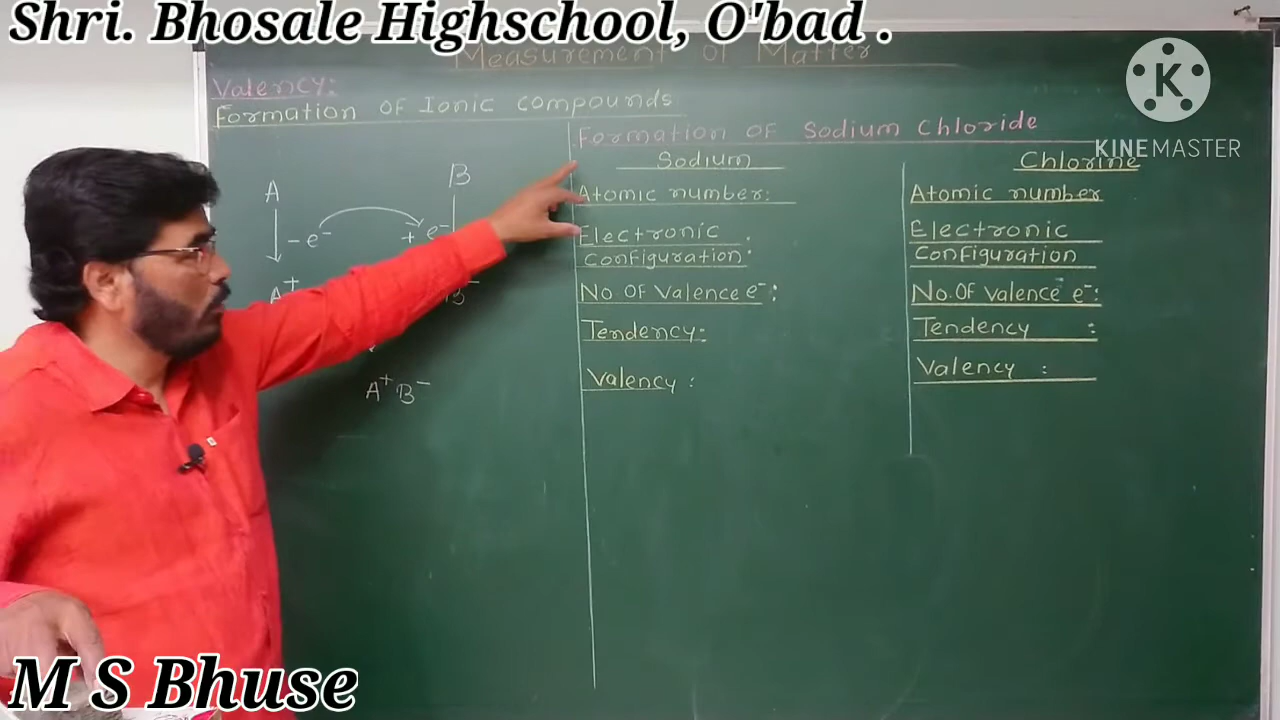 Shri. Bhosale Highschool, O'bad .
Measurement of Matter
Valency:
Formation of Ionic compounds
Formation of Sodium Chloride
Sodium
Chlorine
KINEMASTER
K
A
B
- e⁻
+ e⁻
A⁺
B⁻
A⁺ B⁻
Atomic number:
Electronic
Configuration:
No. of Valence e⁻:
Tendency:
Valency :
Atomic number
Electronic
Configuration
No. of Valence e⁻:
Tendency :
Valency :
M S Bhuse